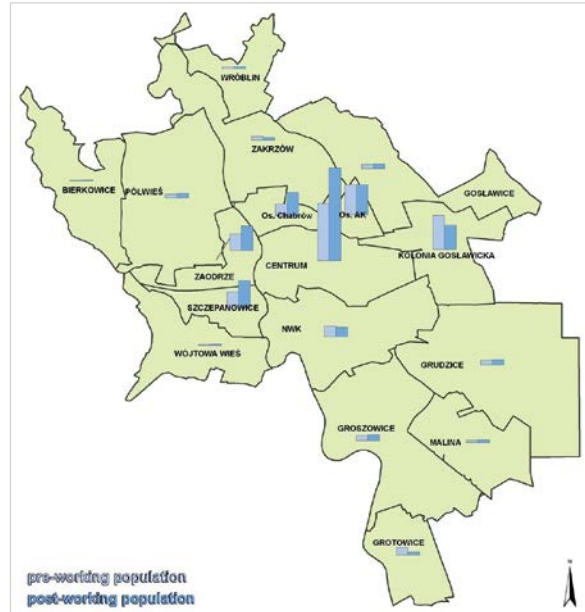 WRÓBLIN
ZAKRZÓW
BIERKOWICE
PÓŁWIEŚ
GOSŁAWICE
Os. Chabrów
Os. AK
KOLONIA GOSŁAWICKA
CENTRUM
ZAODRZE
SZCZEPANOWICE
NWK
WÓJTOWA WIEŚ
GRUDZICE
GROSZOWICE
MALINA
GROTOWICE
pre-working population
post-working population